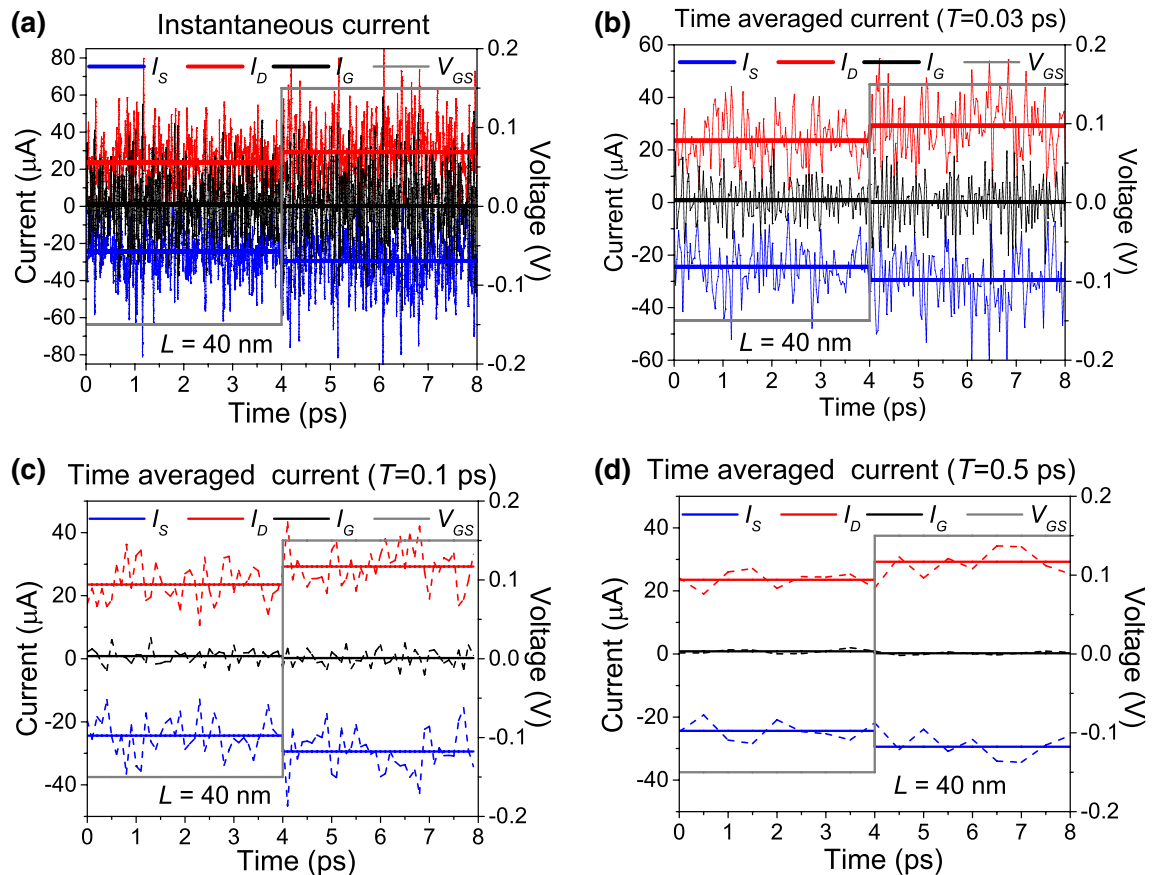 (a) Instantaneous current
I_S I_D I_G V_GS
80
60
40
20
0
-20
-40
-60
-80
Current (μA)
0.2
0.1
0.0
-0.1
-0.2
Voltage (V)
L = 40 nm
0 1 2 3 4 5 6 7 8
Time (ps)
(b) Time averaged current (T=0.03 ps)
I_S I_D I_G V_GS
60
40
20
0
-20
-40
-60
Current (μA)
0.2
0.1
0.0
-0.1
-0.2
Voltage (V)
L = 40 nm
0 1 2 3 4 5 6 7 8
Time (ps)
(c) Time averaged current (T=0.1 ps)
I_S I_D I_G V_GS
40
20
0
-20
-40
Current (μA)
0.2
0.1
0.0
-0.1
-0.2
Voltage (V)
L = 40 nm
0 1 2 3 4 5 6 7 8
Time (ps)
(d) Time averaged current (T=0.5 ps)
I_S I_D I_G V_GS
40
20
0
-20
-40
Current (μA)
0.2
0.1
0.0
-0.1
-0.2
Voltage (V)
L = 40 nm
0 1 2 3 4 5 6 7 8
Time (ps)